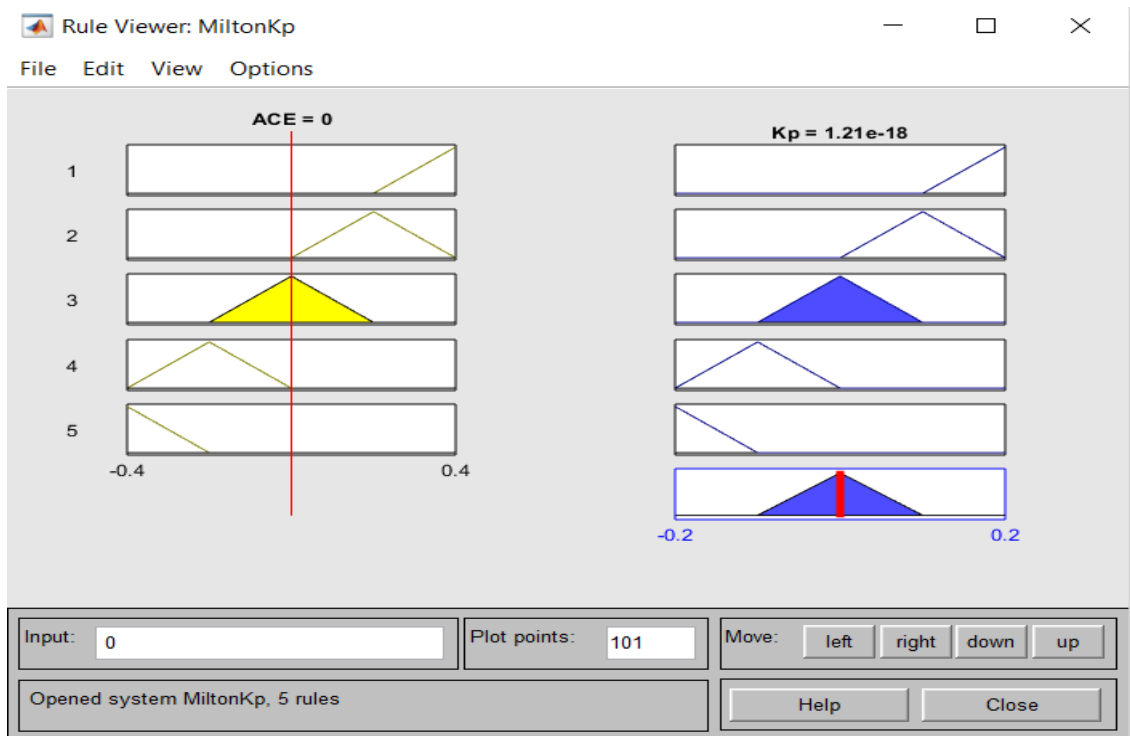 Rule Viewer: MiltonKp
File Edit View Options
ACE = 0
Kp = 1.21e-18
1
2
3
4
5
-0.4 0.4
-0.2 0.2
Input: 0
Plot points: 101
Move: left right down up
Opened system MiltonKp, 5 rules
Help Close